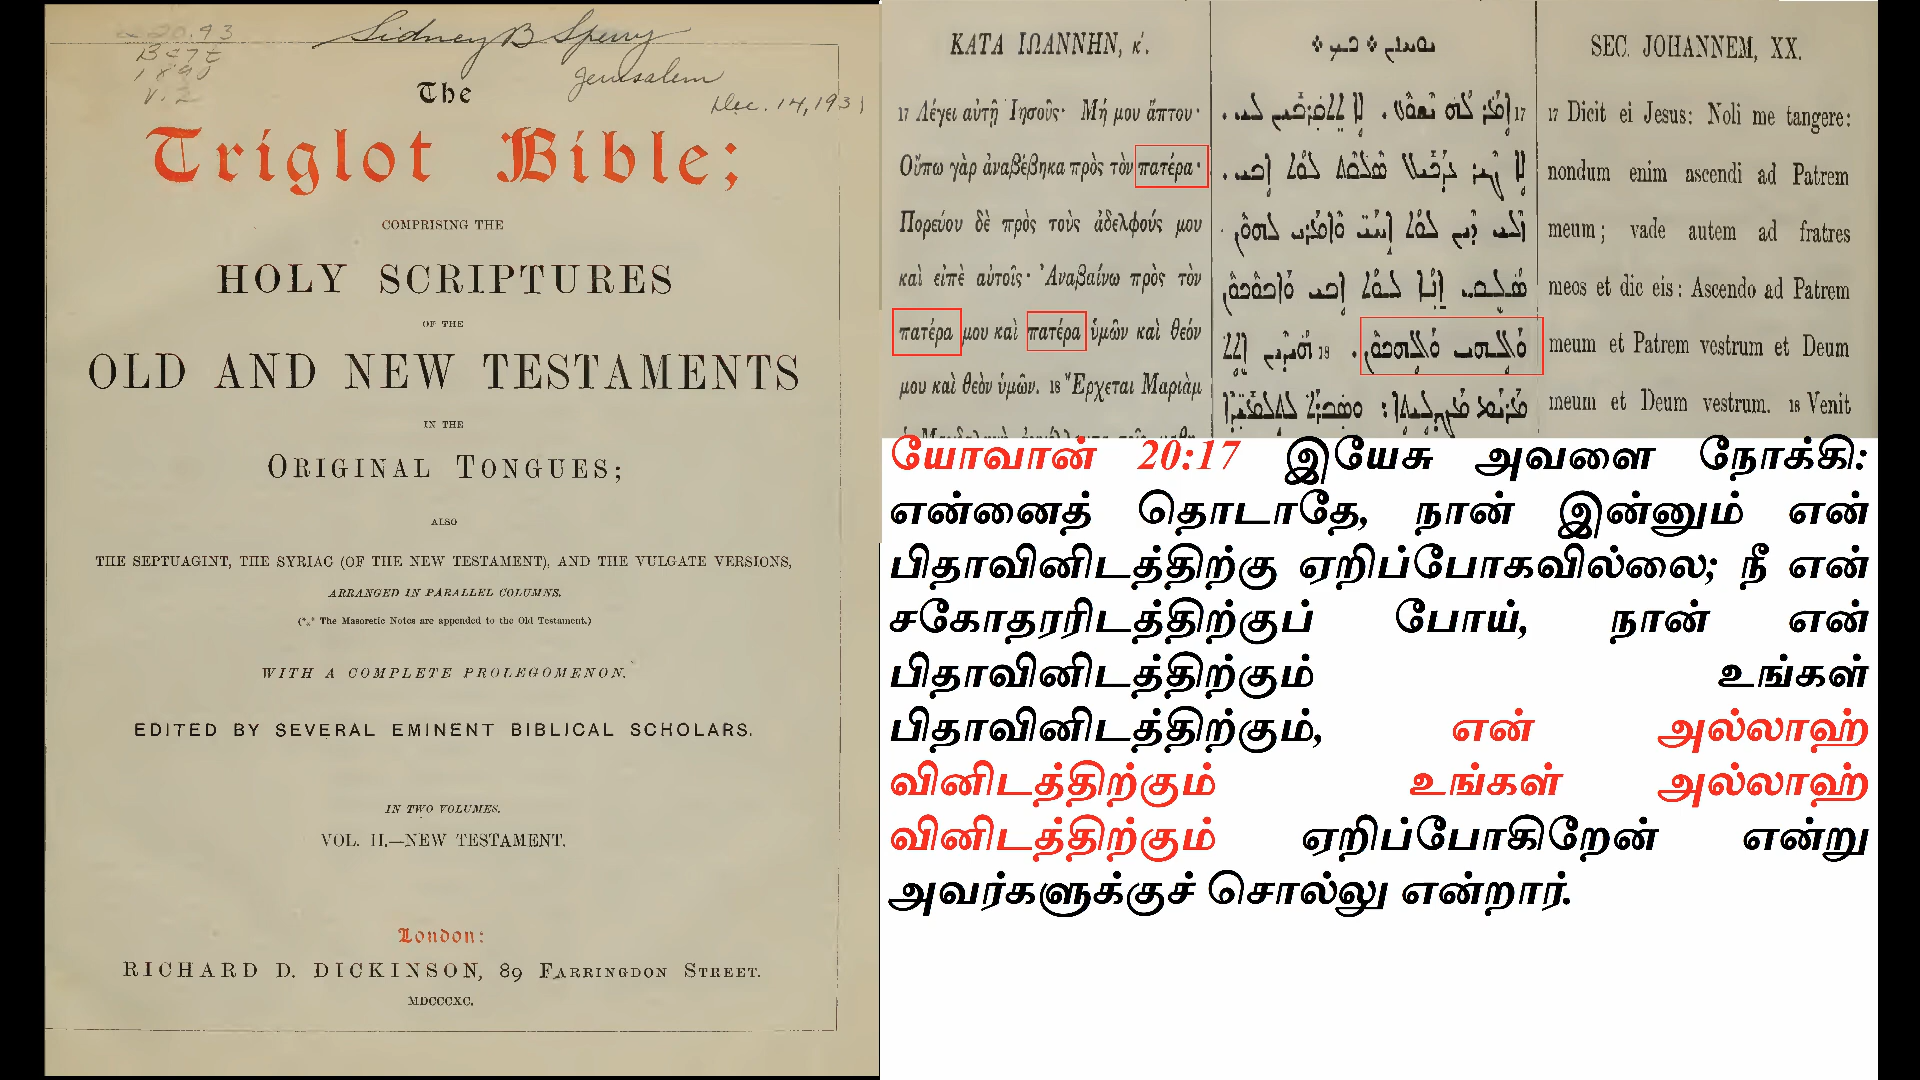 Sidney B Sperry
Jerusalem
Dec. 14, 1931
The
Triglot Bible;
COMPRISING THE
HOLY SCRIPTURES
OF THE
OLD AND NEW TESTAMENTS
IN THE
ORIGINAL TONGUES;
ALSO
THE SEPTUAGINT, THE SYRIAC (OF THE NEW TESTAMENT), AND THE VULGATE VERSIONS,
ARRANGED IN PARALLEL COLUMNS.
(*⁎* The Masoretic Notes are appended to the Old Testament.)
WITH A COMPLETE PROLEGOMENON.
EDITED BY SEVERAL EMINENT BIBLICAL SCHOLARS.
IN TWO VOLUMES.
VOL. II.—NEW TESTAMENT.
London:
RICHARD D. DICKINSON, 89 FARRINGDON STREET.
MDCCCXC.
ΚΑΤΑ ΙΩΑΝΝΗΝ, κ΄.
17 Λέγει αὐτῇ Ἰησοῦς· Μή μου ἅπτου·
Οὔπω γὰρ ἀναβέβηκα πρὸς τὸν πατέρα·
Πορεύου δὲ πρὸς τοὺς ἀδελφούς μου
καὶ εἰπὲ αὐτοῖς· Ἀναβαίνω πρὸς τὸν
πατέρα μου καὶ πατέρα ὑμῶν καὶ θεόν
μου καὶ θεὸν ὑμῶν. 18 Ἔρχεται Μαριὰμ
SEC. JOHANNEM, XX.
17 Dicit ei Jesus: Noli me tangere:
nondum enim ascendi ad Patrem
meum; vade autem ad fratres
meos et dic eis: Ascendo ad Patrem
meum et Patrem vestrum et Deum
meum et Deum vestrum. 18 Venit
யோவான் 20:17 இயேசு அவளை நோக்கி:
என்னைத் தொடாதே, நான் இன்னும் என்
பிதாவினிடத்திற்கு ஏறிப்போகவில்லை; நீ என்
சகோதரரிடத்திற்குப் போய், நான் என்
பிதாவினிடத்திற்கும் உங்கள்
பிதாவினிடத்திற்கும், என் அல்லாஹ்
வினிடத்திற்கும் உங்கள் அல்லாஹ்
வினிடத்திற்கும் ஏறிப்போகிறேன் என்று
அவர்களுக்குச் சொல்லு என்றார்.